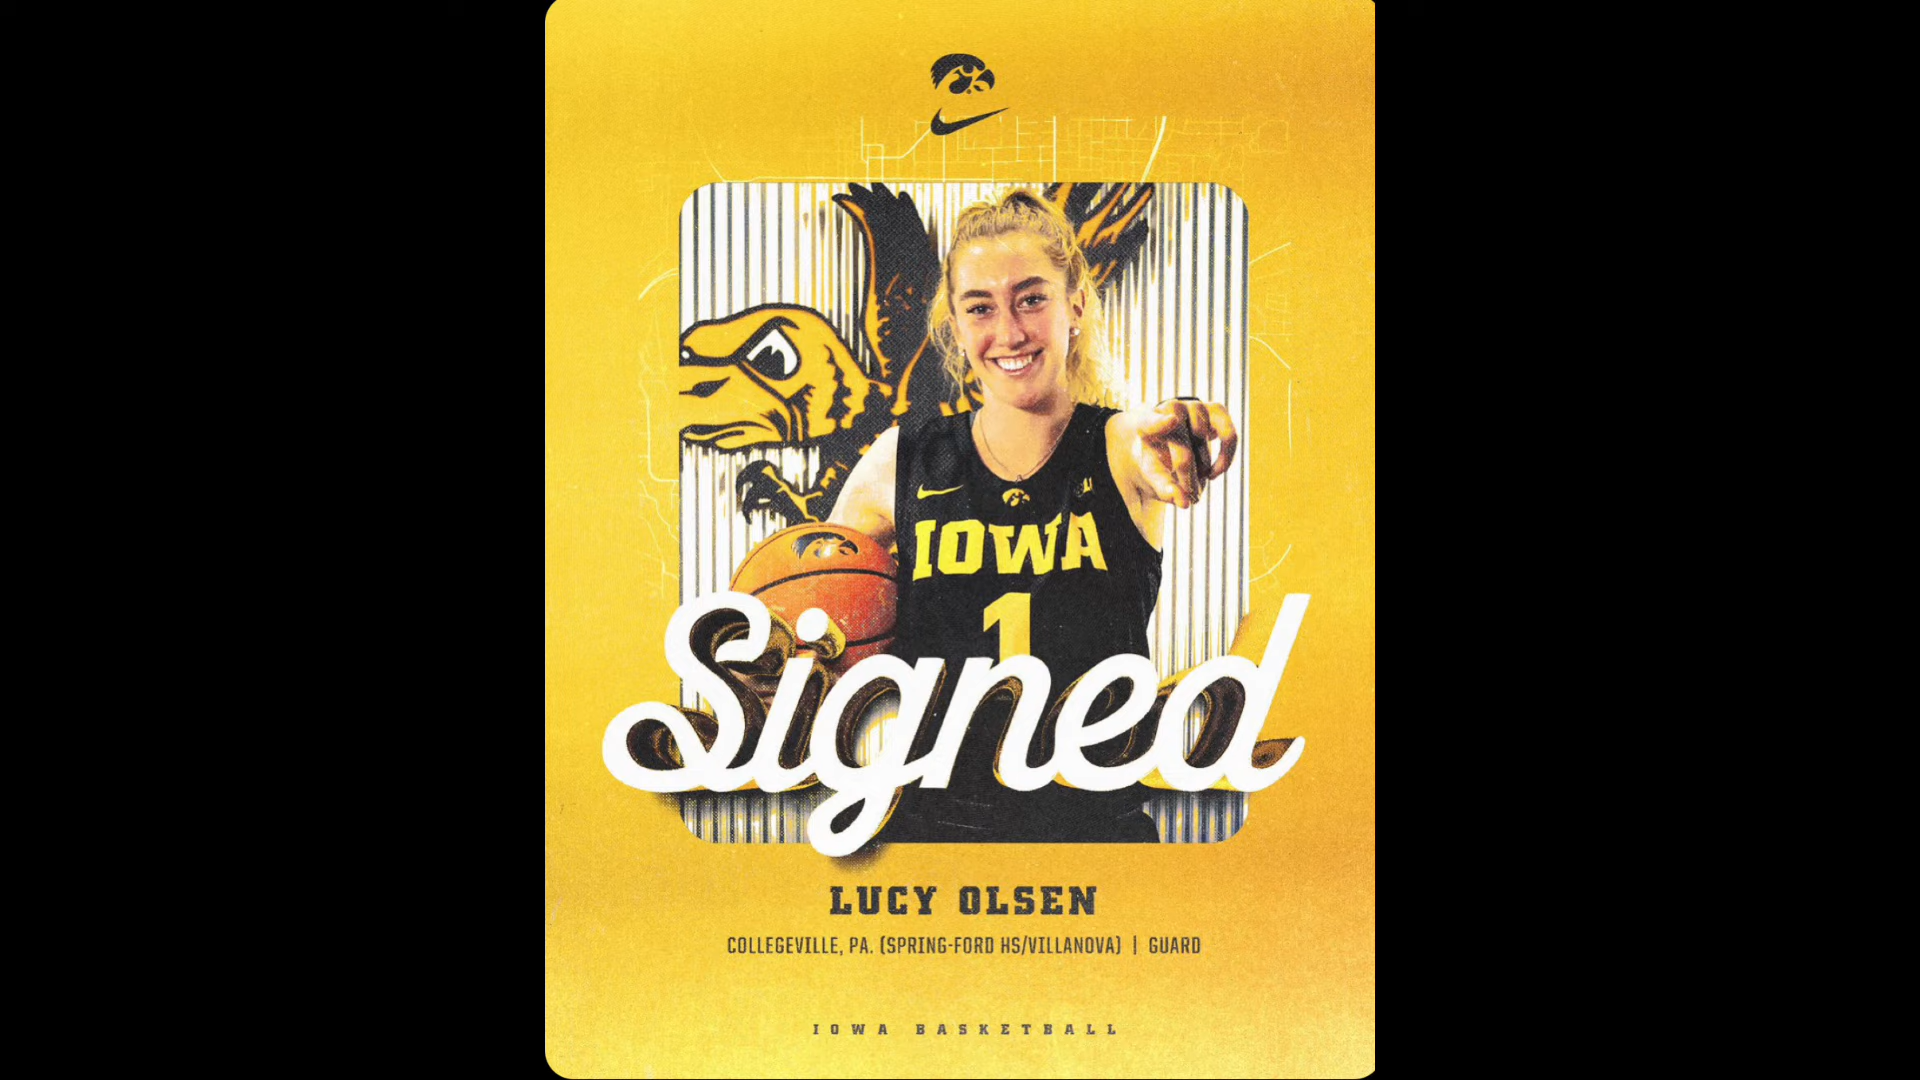 IOWA
1
Signed
LUCY OLSEN
COLLEGEVILLE, PA. (SPRING-FORD HS/VILLANOVA) | GUARD
IOWA BASKETBALL